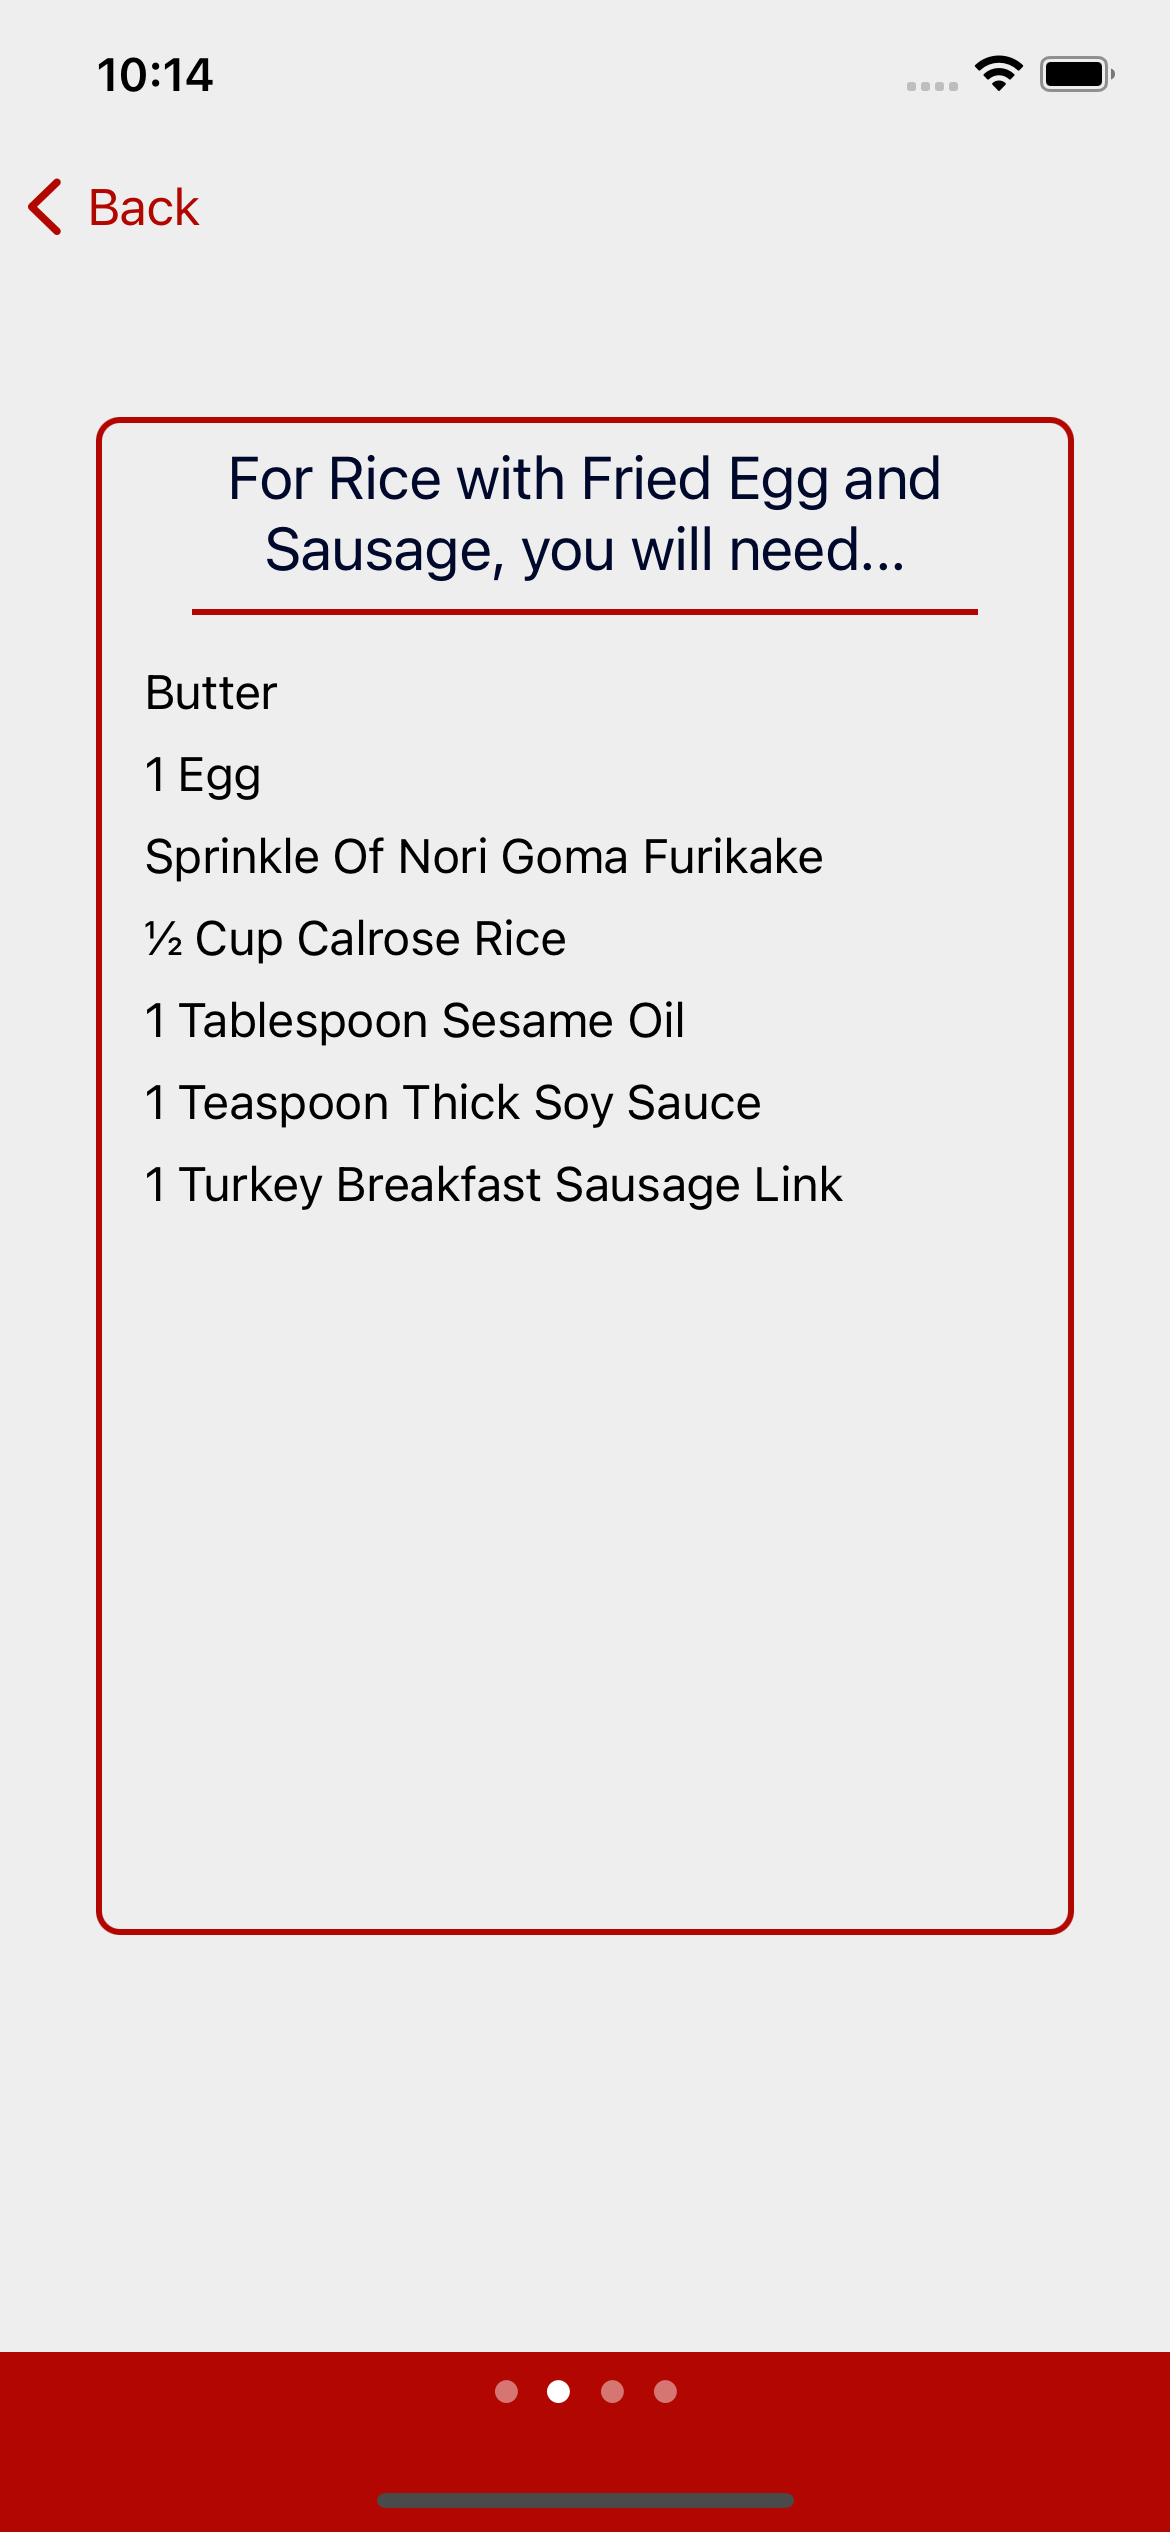 10:14
Back
For Rice with Fried Egg and
Sausage, you will need...
Butter
1 Egg
Sprinkle Of Nori Goma Furikake
½ Cup Calrose Rice
1 Tablespoon Sesame Oil
1 Teaspoon Thick Soy Sauce
1 Turkey Breakfast Sausage Link